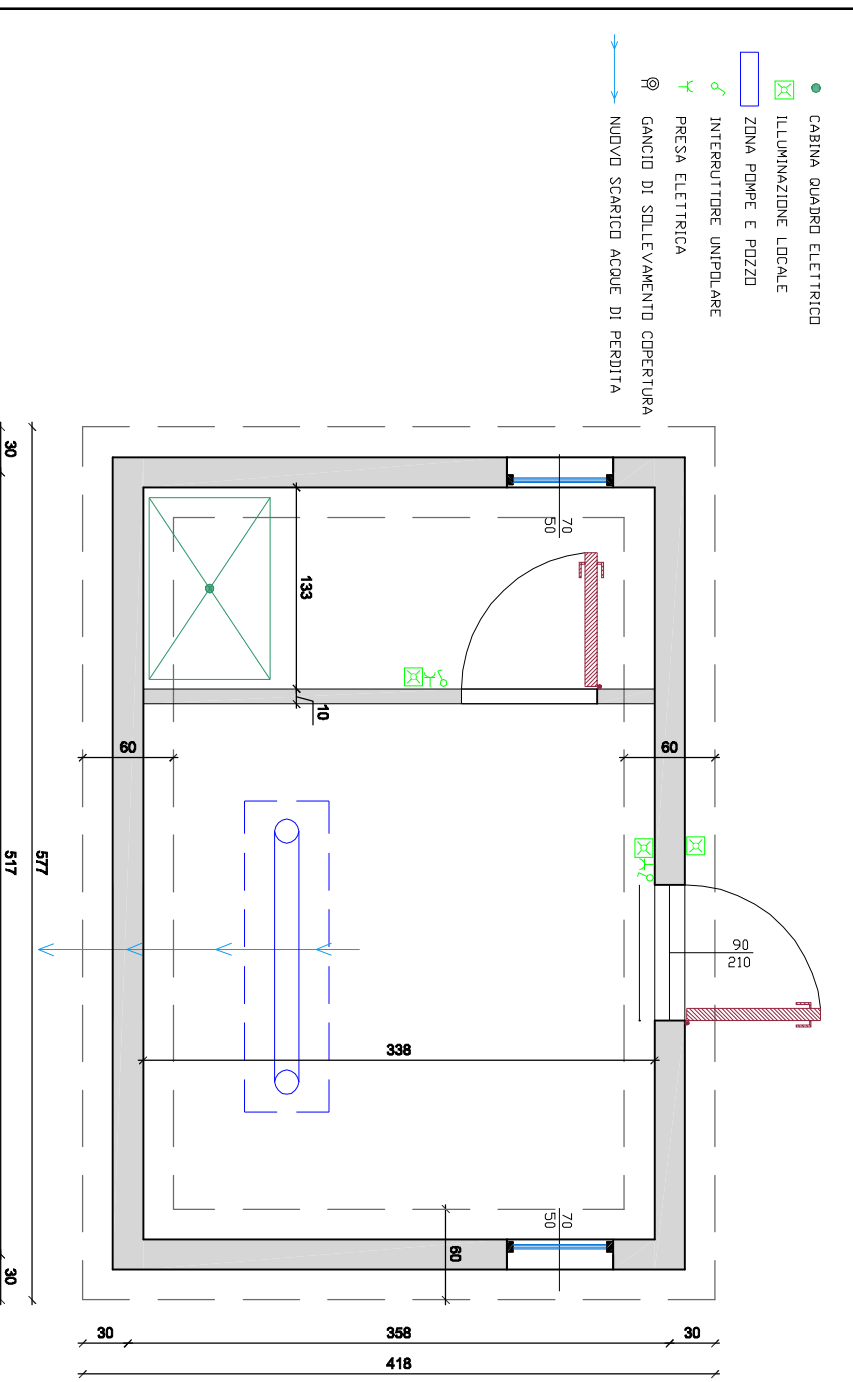 CABINA QUADRO ELETTRICO
ILLUMINAZIONE LOCALE
ZONA POMPE E POZZO
INTERRUTTORE UNIPOLARE
PRESA ELETTRICA
GANCIO DI SOLLEVAMENTO COPERTURA
NUOVO SCARICO ACQUE DI PERDITA
70
50
133
10
60
60
90
210
338
70
50
60
30
517
30
577
30
358
30
418